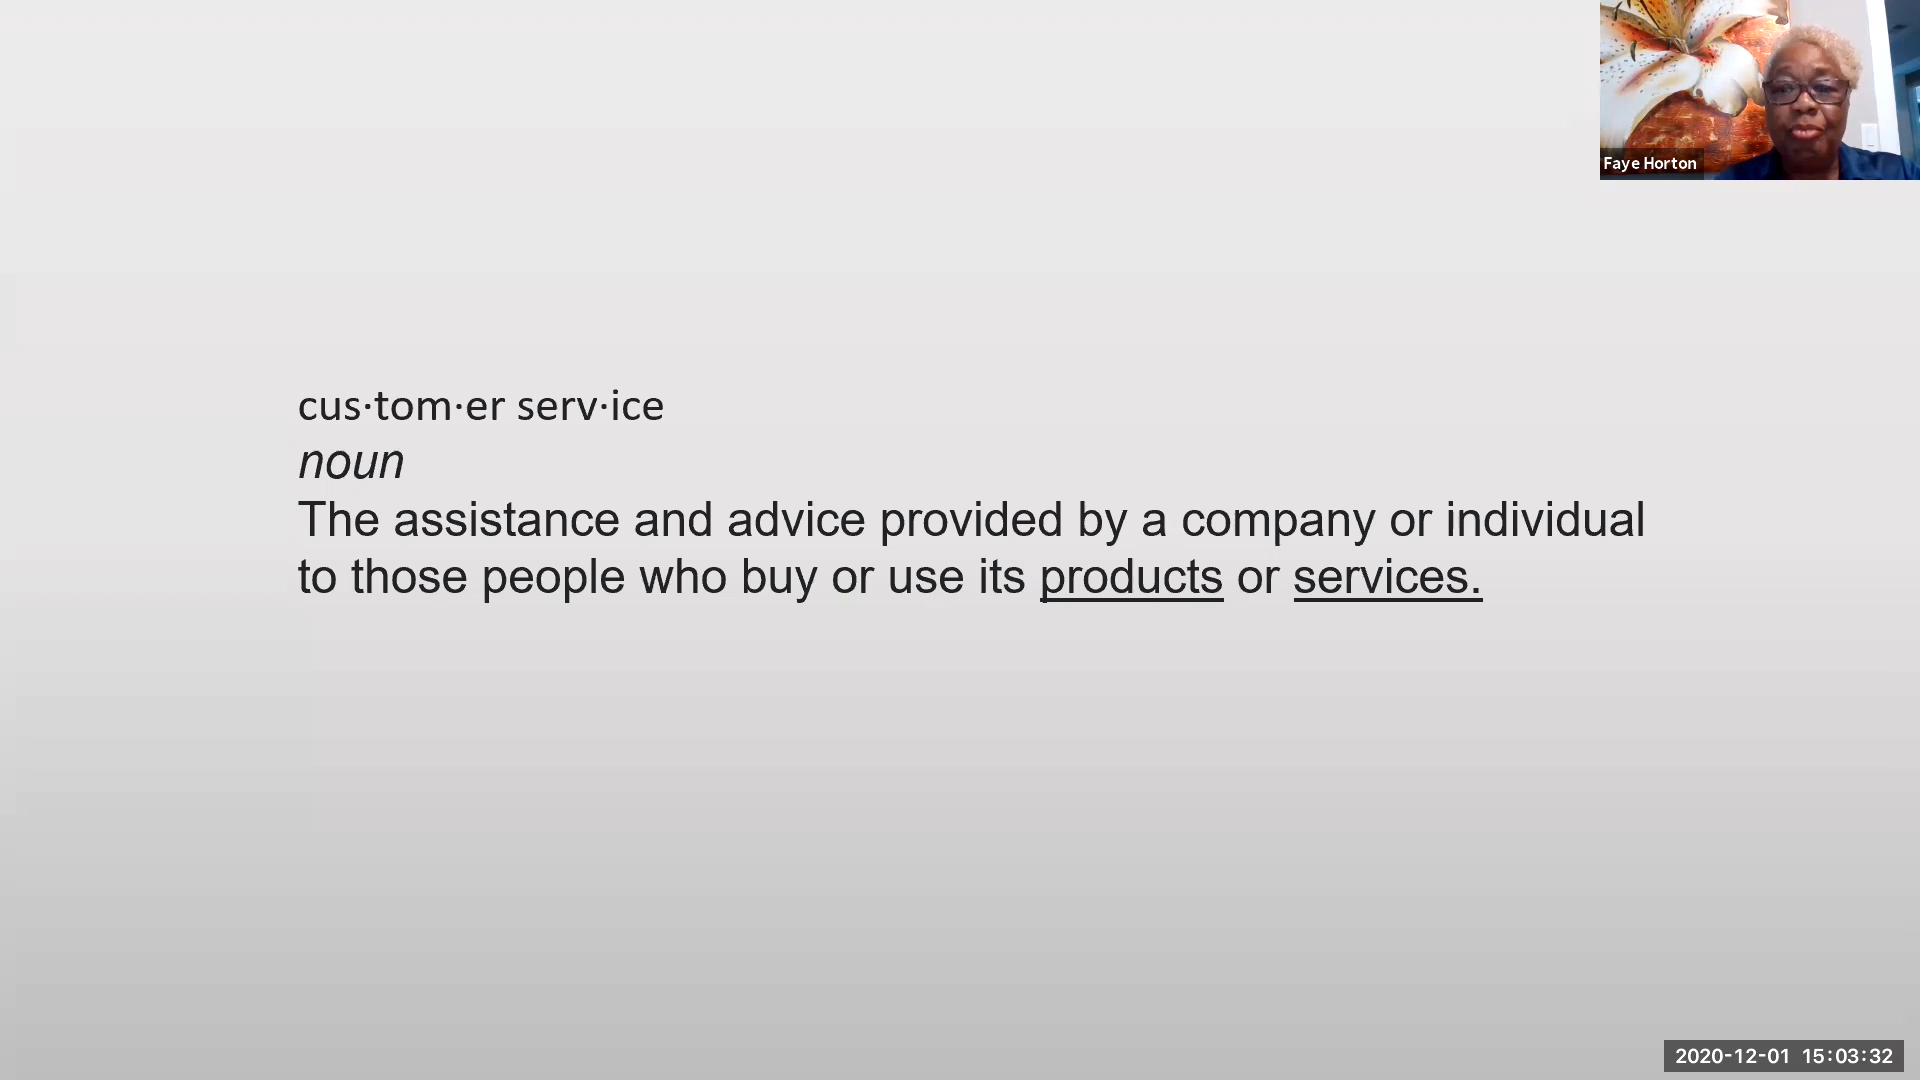 Faye Horton
cus·tom·er serv·ice
noun
The assistance and advice provided by a company or individual
to those people who buy or use its products or services.
2020-12-01 15:03:32